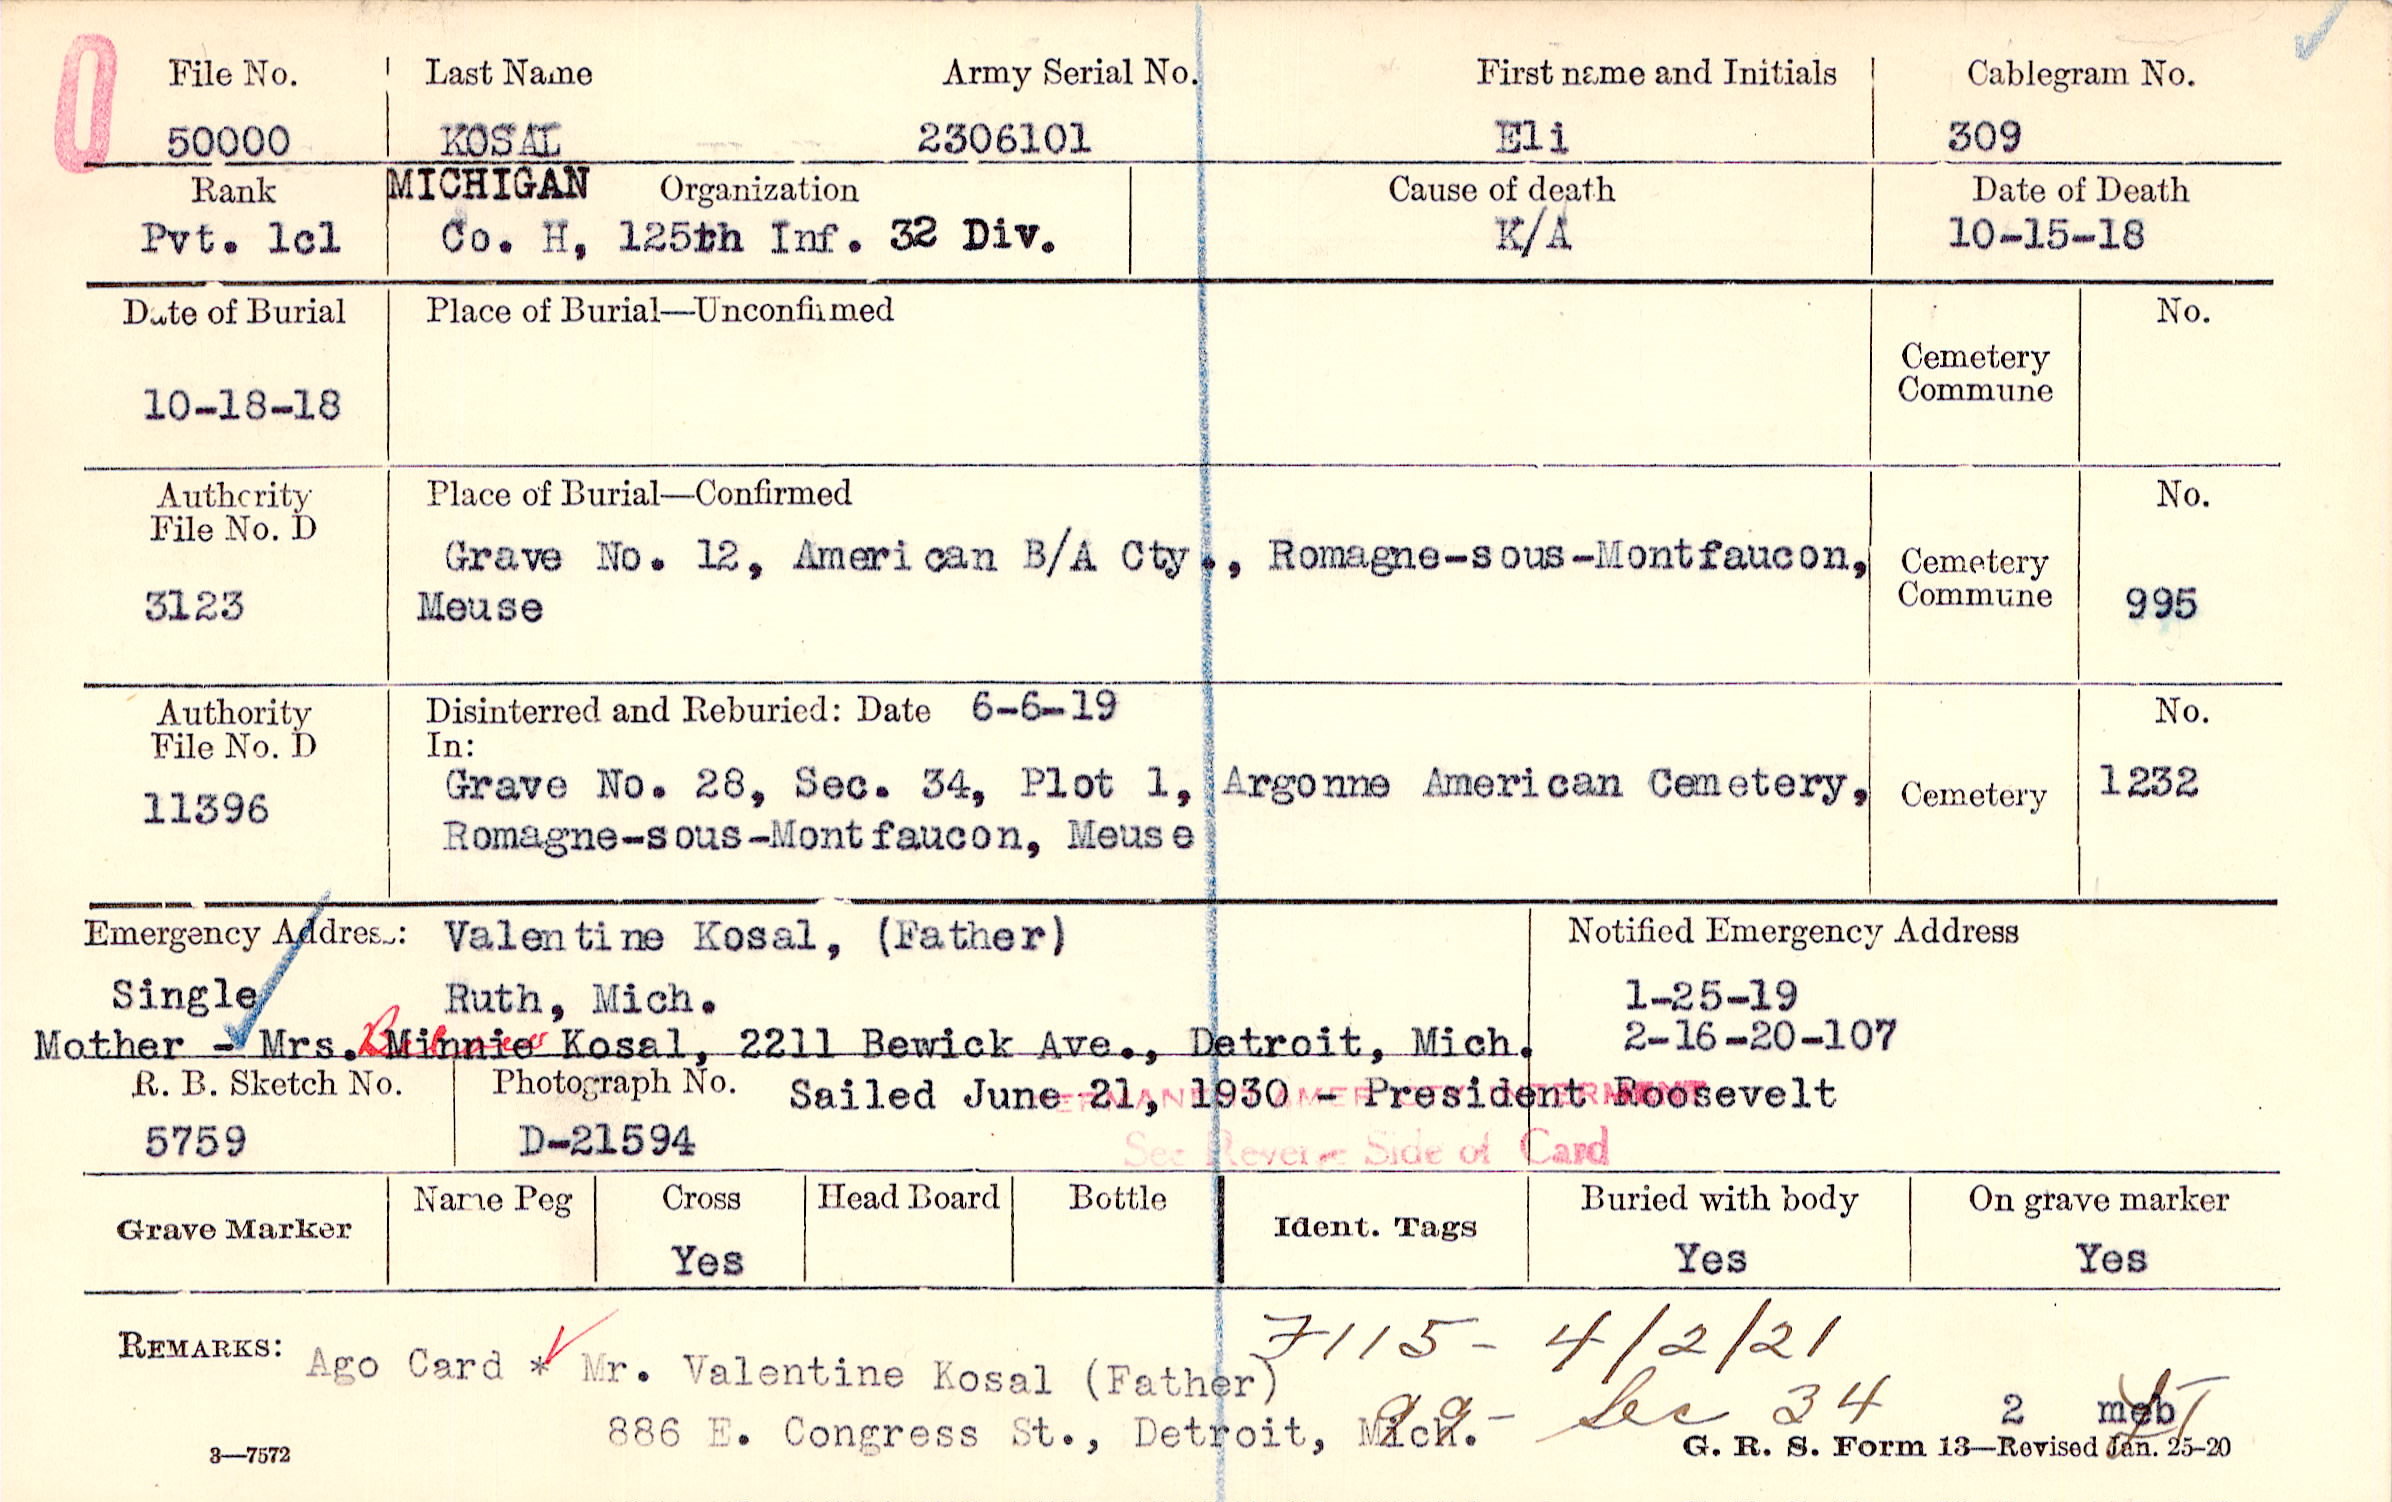 File No. Last Name Army Serial No. First name and Initials Cablegram No.
50000 KOSAL 2306101 Eli 309
Rank MICHIGAN Organization Cause of death Date of Death
Pvt. 1cl Co. H, 125th Inf. 32 Div. K/A 10-15-18
Date of Burial Place of Burial—Unconfirmed No.
Cemetery
Commune
10-18-18
Authority Place of Burial—Confirmed No.
File No. D
Grave No. 12, American B/A Cty., Romagne-sous-Montfaucon, Cemetery
3123 Meuse Commune 995
Authority Disinterred and Reburied: Date 6-6-19 No.
File No. D In:
Grave No. 28, Sec. 34, Plot 1, Argonne American Cemetery, Cemetery 1232
11396 Romagne-sous-Montfaucon, Meuse
Emergency Address: Valentine Kosal, (Father) Notified Emergency Address
Single Ruth, Mich. 1-25-19
Mother - Mrs. Minnie Kosal, 2211 Bewick Ave., Detroit, Mich. 2-16-20-107
R. B. Sketch No. Photograph No. Sailed June 21, 1930 - President Roosevelt
5759 D-21594 See Reverse Side of Card
Name Peg Cross Head Board Bottle Buried with body On grave marker
Grave Marker Ident. Tags
Yes Yes Yes
7115- 4/2/21
REMARKS: Ago Card * Mr. Valentine Kosal (Father)
Sec 34 2 meb
886 E. Congress St., Detroit, Mich.
3—7572 G. R. S. Form 13—Revised Jan. 25-20